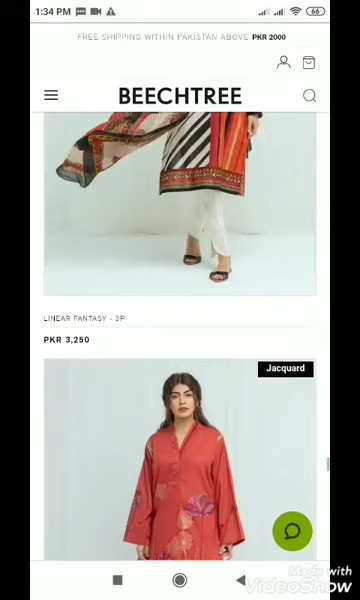 1:34 PM
66
FREE SHIPPING WITHIN PAKISTAN ABOVE PKR 2000
BEECHTREE
LINEAR FANTASY - 3P
PKR 3,250
Jacquard
Made with
VideoShow